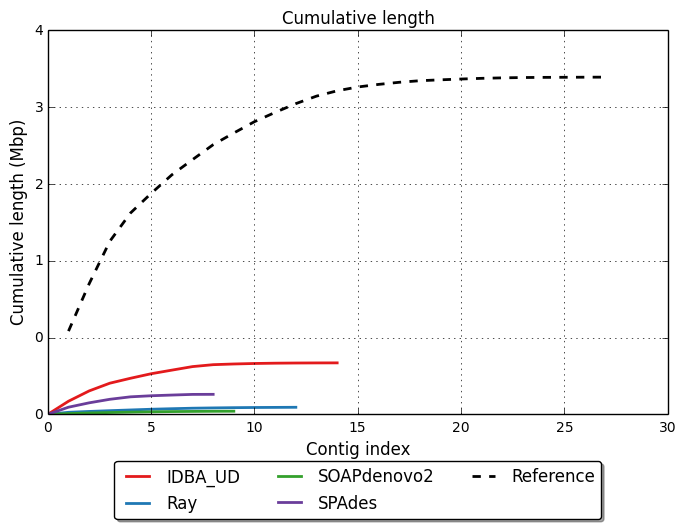 Cumulative length
4
3
2
1
0
0
Cumulative length (Mbp)
0 5 10 15 20 25 30
Contig index
IDBA_UD SOAPdenovo2 Reference
Ray SPAdes